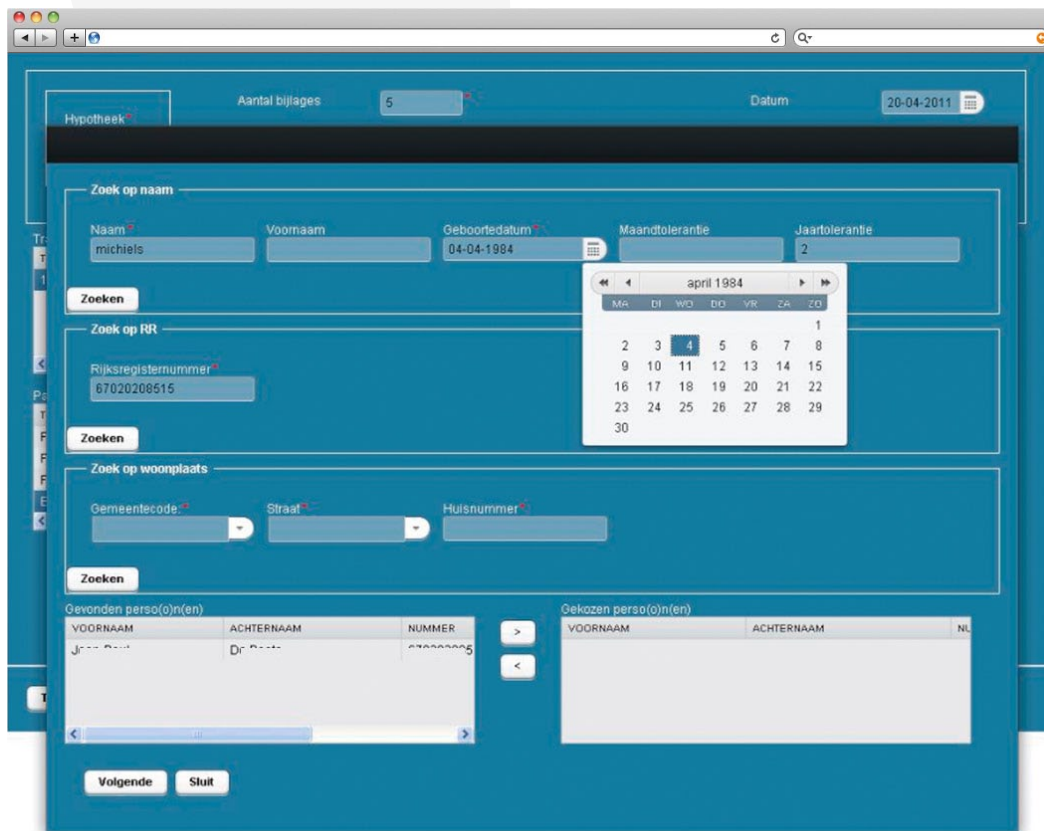 Aantal bijlages 5 * Datum 20-04-2011
Hypotheek*
Zoek op naam
Naam* Voornaam Geboortedatum* Maandtolerantie Jaartolerantie
michiels 04-04-1984 2
april 1984
MA DI WO DO VR ZA ZO
1
2 3 4 5 6 7 8
9 10 11 12 13 14 15
16 17 18 19 20 21 22
23 24 25 26 27 28 29
30
Zoeken
Zoek op RR
Rijksregisternummer*
67020208515
Zoeken
Zoek op woonplaats
Gemeentecode:* Straat* Huisnummer*
Zoeken
Gevonden perso(o)n(en) Gekozen perso(o)n(en)
VOORNAAM ACHTERNAAM NUMMER > VOORNAAM ACHTERNAAM NU
<
Volgende Sluit